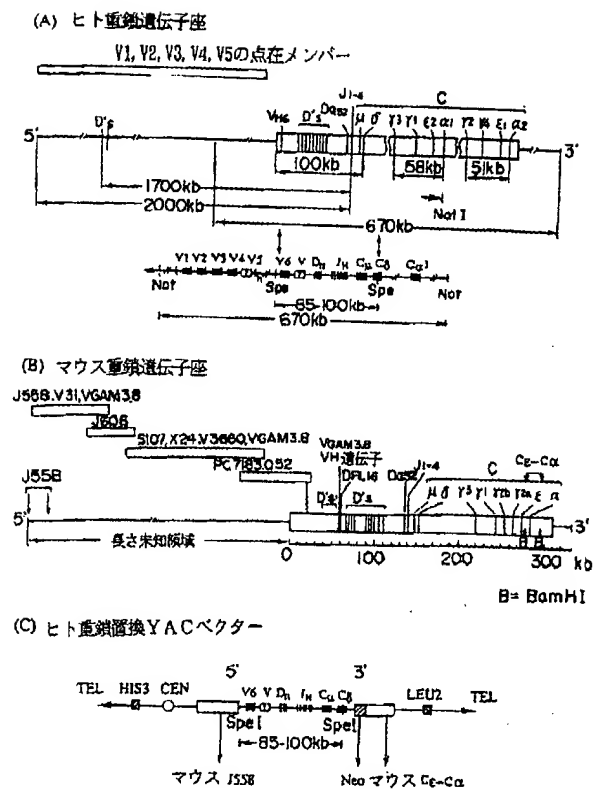 (A) ヒト重鎖遺伝子座
V1, V2, V3, V4, V5の点在メンバー
J1-4
C
VH6 D's DQ52 μ δ γ3 γ1 ε2 α1 γ2 γ4 ε1 α2
5' D's 3'
100kb 58kb 51kb
1700kb Not I
2000kb
670kb
V1 V2 V3 V4 V5 V6 V DH JH Cμ Cδ Cα1
Not Spe Spe Not
85-100kb
670kb
(B) マウス重鎖遺伝子座
J558.V31,VGAM3.8
J606
S107,X24.V3660,VGAM3.8
PC7183.Q52
VGAM3.8
VH遺伝子
J558 DFL16 DQ52 J1-4 C Cε-Cα
D's D's μ δ γ3 γ1 γ2b γ2a ε α
5' 3'
長さ未知領域 0 100 200 B B 300 kb
B= BamHI
(C) ヒト重鎖置換YACベクター
5' 3'
TEL HIS3 CEN V6 V DH JH Cμ Cδ LEU2 TEL
SpeI SpeI
85-100kb
マウス J558 Neo マウス Cε-Cα